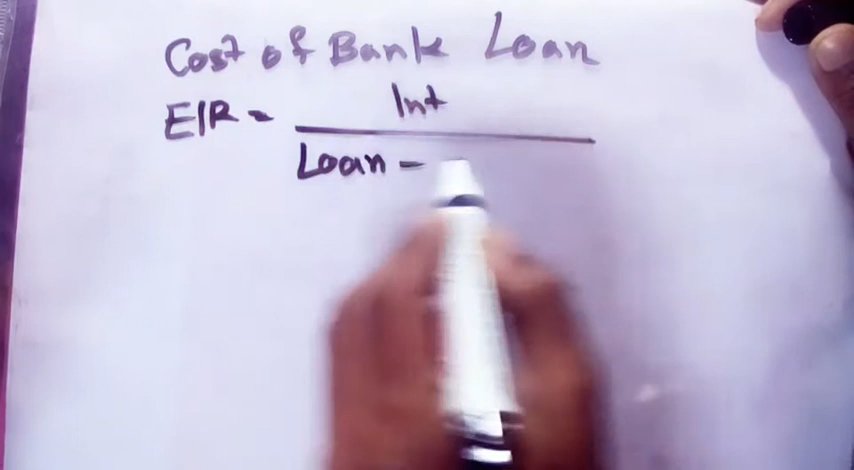 Cost of Bank Loan
EIR = Int
Loan -